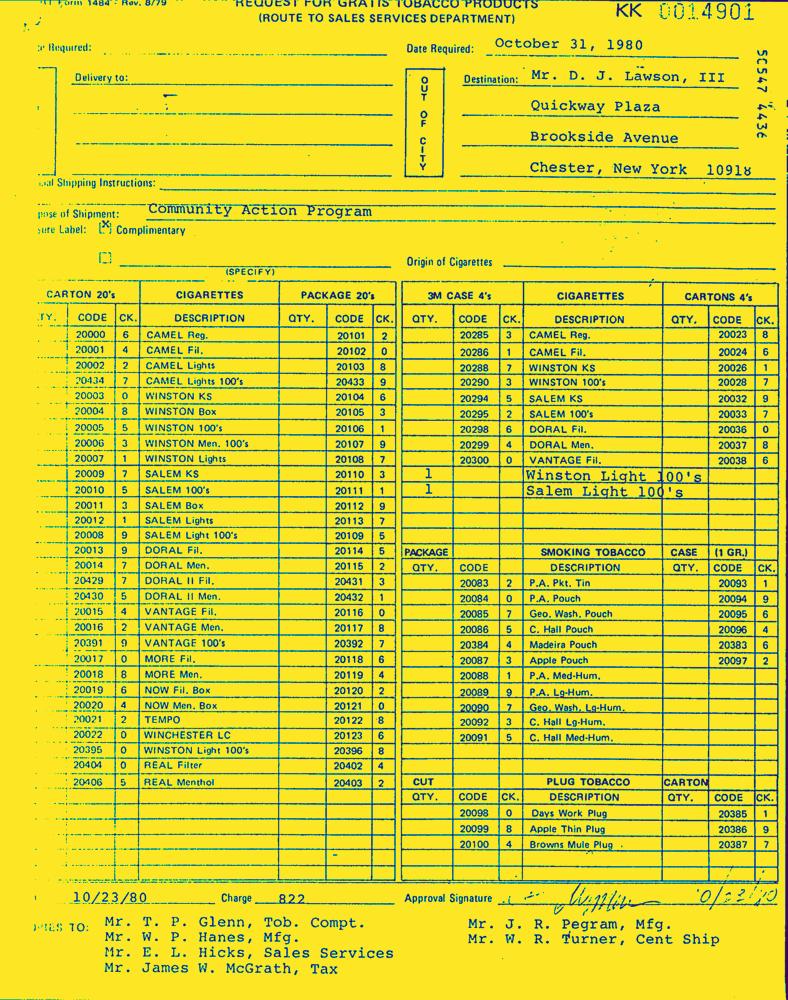 Form 1484 - Rev. 8/79 REQUEST FOR GRATIS TOBACCO PRODUCTS KK 0014901
(ROUTE TO SALES SERVICES DEPARTMENT)
Required: Date Required: October 31, 1980
Delivery to: OUT OF CITY Destination: Mr. D. J. Lawson, III
Quickway Plaza
Brookside Avenue
Chester, New York 10918
50547 4436
Shipping Instructions:
of Shipment: Community Action Program
Label: [X] Complimentary
[ ] Origin of Cigarettes
(SPECIFY)
CARTON 20's CIGARETTES PACKAGE 20's 3M CASE 4's CIGARETTES CARTONS 4's
TY. CODE CK. DESCRIPTION QTY. CODE CK. QTY. CODE CK. DESCRIPTION QTY. CODE CK.
20000 6 CAMEL Reg. 20101 2 20285 3 CAMEL Reg. 20023 8
20001 4 CAMEL Fil. 20102 0 20286 1 CAMEL Fil. 20024 6
20002 2 CAMEL Lights 20103 8 20288 7 WINSTON KS 20026 1
20434 7 CAMEL Lights 100's 20433 9 20290 3 WINSTON 100's 20028 7
20003 0 WINSTON KS 20104 6 20294 5 SALEM KS 20032 9
20004 8 WINSTON Box 20105 3 20295 2 SALEM 100's 20033 7
20005 5 WINSTON 100's 20106 1 20298 6 DORAL Fil. 20036 0
20006 3 WINSTON Men. 100's 20107 9 20299 4 DORAL Men. 20037 8
20007 1 WINSTON Lights 20108 7 20300 0 VANTAGE Fil. 20038 6
20009 7 SALEM KS 20110 3 1 Winston Light 100's
20010 5 SALEM 100's 20111 1 1 Salem Light 100's
20011 3 SALEM Box 20112 9
20012 1 SALEM Lights 20113 7
20008 9 SALEM Light 100's 20109 5
20013 9 DORAL Fil. 20114 5 PACKAGE SMOKING TOBACCO CASE (1 GR.)
20014 7 DORAL Men. 20115 2 QTY. CODE DESCRIPTION QTY. CODE CK.
20429 7 DORAL II Fil. 20431 3 20083 2 P.A. Pkt. Tin 20093 1
20430 5 DORAL II Men. 20432 1 20084 0 P.A. Pouch 20094 9
20015 4 VANTAGE Fil. 20116 0 20085 7 Geo. Wash. Pouch 20095 6
20016 2 VANTAGE Men. 20117 8 20086 5 C. Hall Pouch 20096 4
20391 9 VANTAGE 100's 20392 7 20384 4 Madeira Pouch 20383 6
20017 0 MORE Fil. 20118 6 20087 3 Apple Pouch 20097 2
20018 8 MORE Men. 20119 4 20088 1 P.A. Med-Hum.
20019 6 NOW Fil. Box 20120 2 20089 9 P.A. Lg-Hum.
20020 4 NOW Men. Box 20121 0 20090 7 Geo. Wash. Lg-Hum.
20021 2 TEMPO 20122 8 20092 3 C. Hall Lg-Hum.
20022 0 WINCHESTER LC 20123 6 20091 5 C. Hall Med-Hum.
20395 0 WINSTON Light 100's 20396 8
20404 0 REAL Filter 20402 4
20406 5 REAL Menthol 20403 2 CUT PLUG TOBACCO CARTON
QTY. CODE CK. DESCRIPTION QTY. CODE CK.
20098 0 Days Work Plug 20385 1
20099 8 Apple Thin Plug 20386 9
20100 4 Browns Mule Plug 20387 7
10/23/80 Charge 822 Approval Signature
TO: Mr. T. P. Glenn, Tob. Compt. Mr. J. R. Pegram, Mfg.
Mr. W. P. Hanes, Mfg. Mr. W. R. Turner, Cent Ship
Mr. E. L. Hicks, Sales Services
Mr. James W. McGrath, Tax